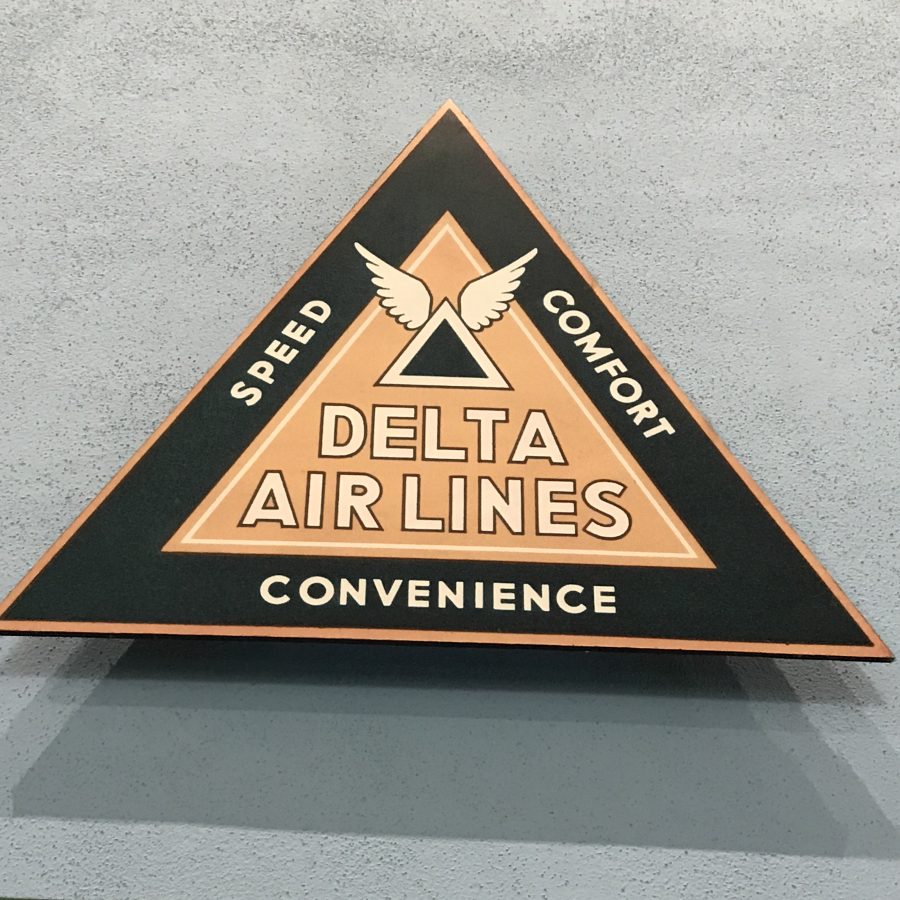 SPEED
COMFORT
DELTA
AIR LINES
CONVENIENCE